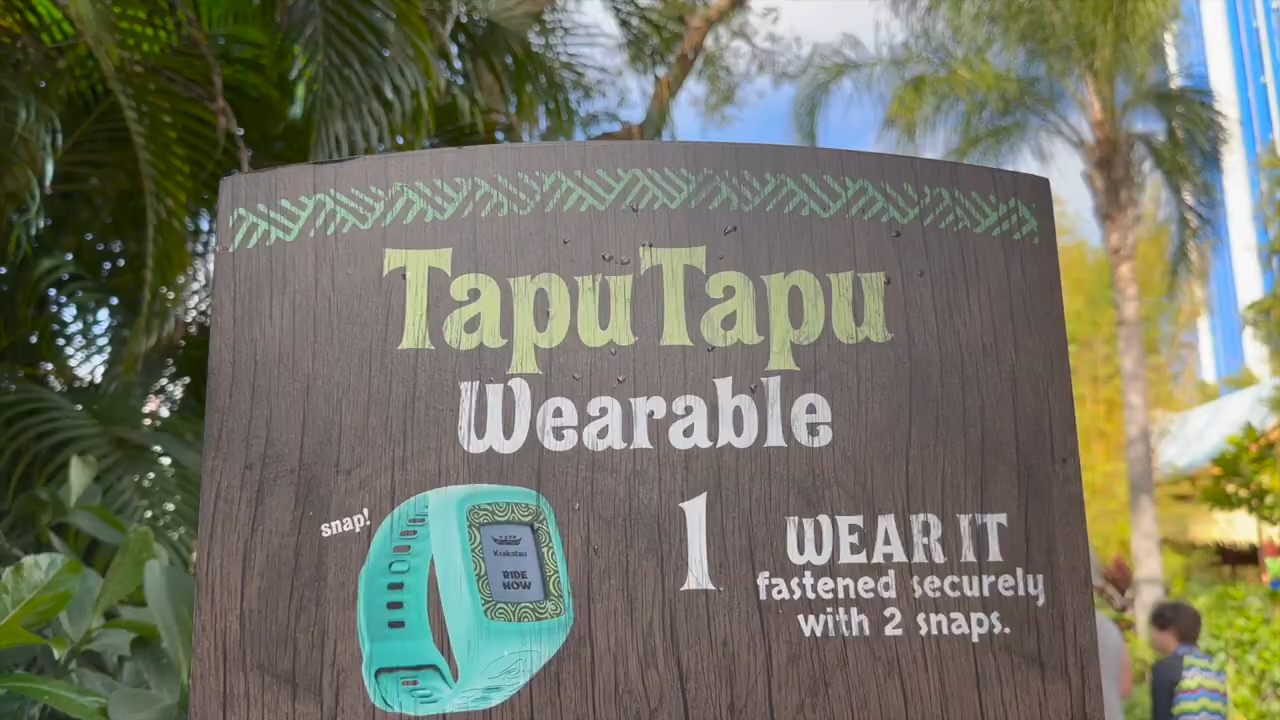 TapuTapu
Wearable
snap!
Krakatau
RIDE
NOW
1
WEAR IT
fastened securely
with 2 snaps.